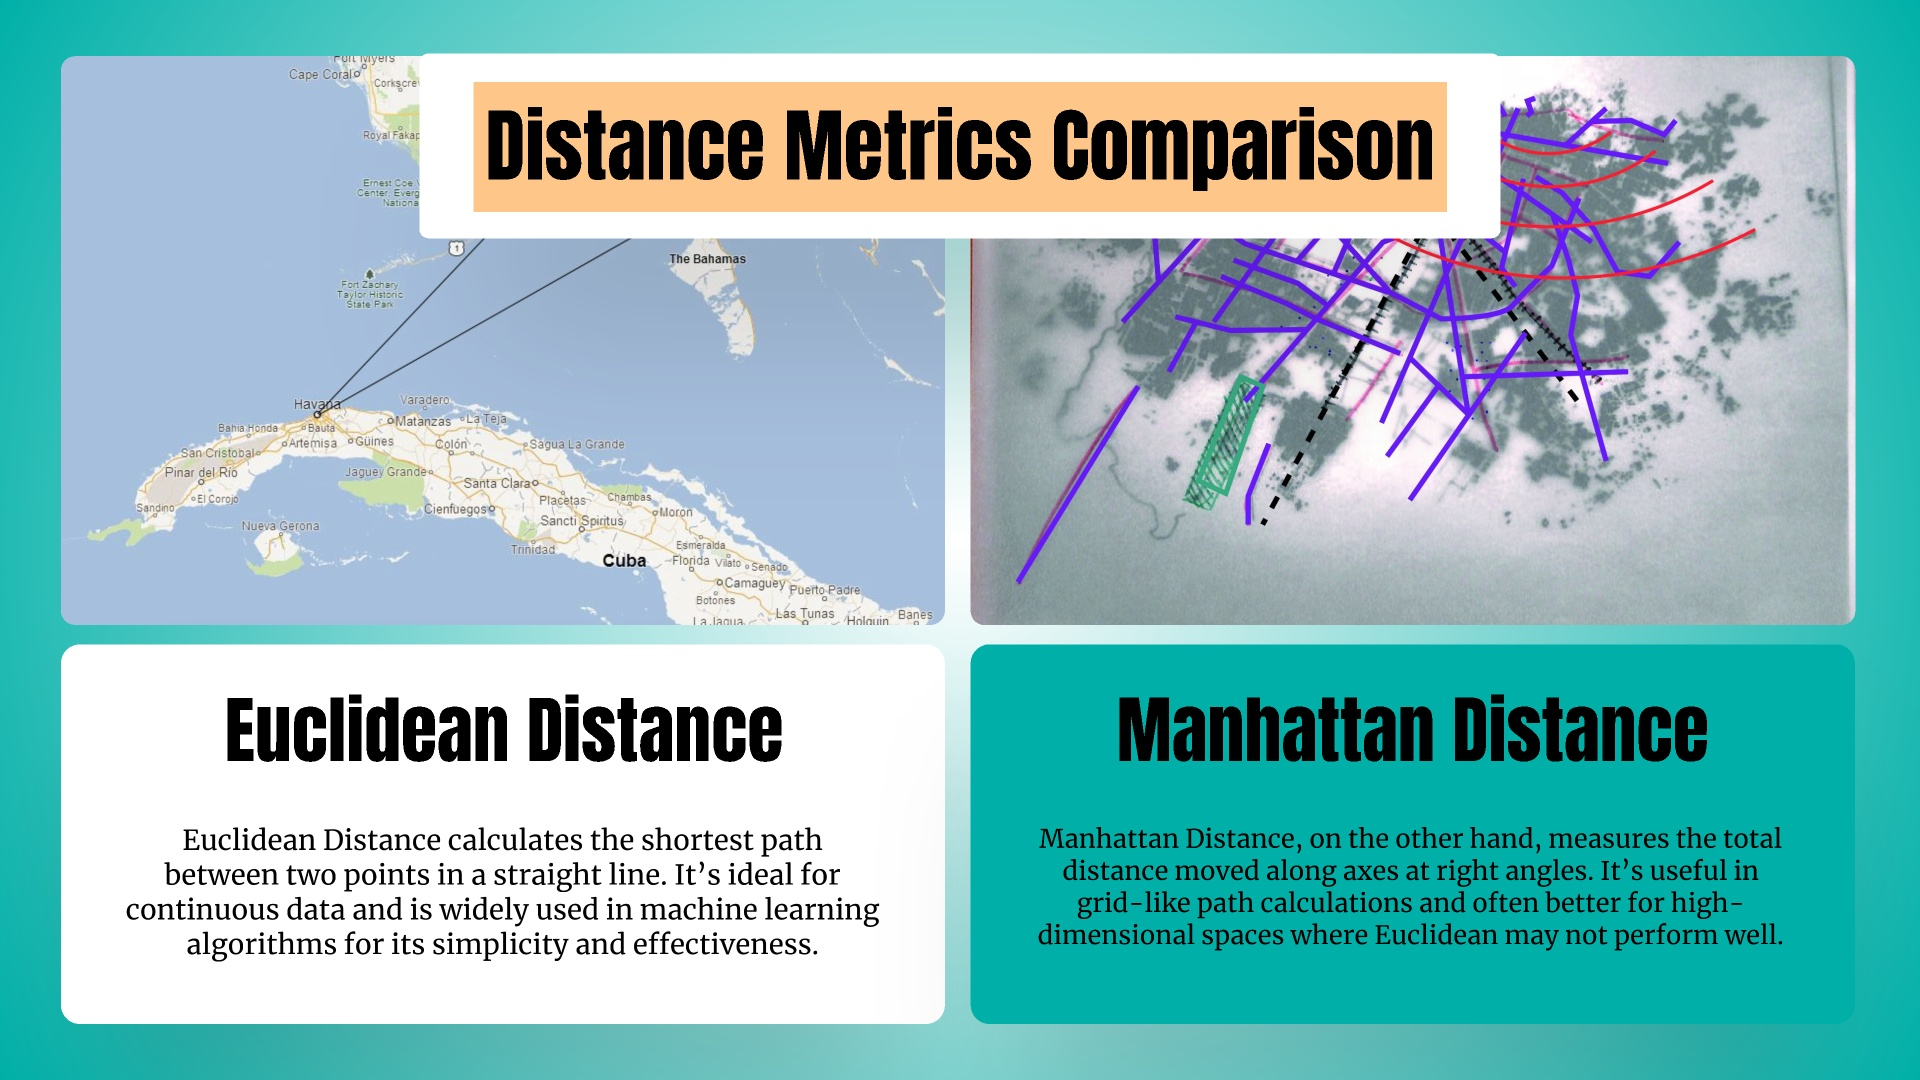 Distance Metrics Comparison
Fort Myers
Cape Coral
Corkscre
Royal Fakap
Ernest Coe V
Center, Everg
Nationa
1
The Bahamas
Fort Zachary
Taylor Historic
State Park
Havana
Varadero
Bahia Honda
Bauta
Matanzas
La Teja
Artemisa
Güines
Colón
Sagua La Grande
San Cristobal
Pinar del Rio
Jaguey Grande
Santa Clara
El Corojo
Placetas
Chambas
Sandino
Cienfuegos
Moron
Nueva Gerona
Sancti Spiritus
Trinidad
Cuba
Esmeralda
Florida
Vilato
Senado
Camaguey
Puerto Padre
Botones
Las Tunas
Banes
La Jagua
Holguin
Euclidean Distance
Euclidean Distance calculates the shortest path
between two points in a straight line. It’s ideal for
continuous data and is widely used in machine learning
algorithms for its simplicity and effectiveness.
Manhattan Distance
Manhattan Distance, on the other hand, measures the total
distance moved along axes at right angles. It’s useful in
grid-like path calculations and often better for high-
dimensional spaces where Euclidean may not perform well.